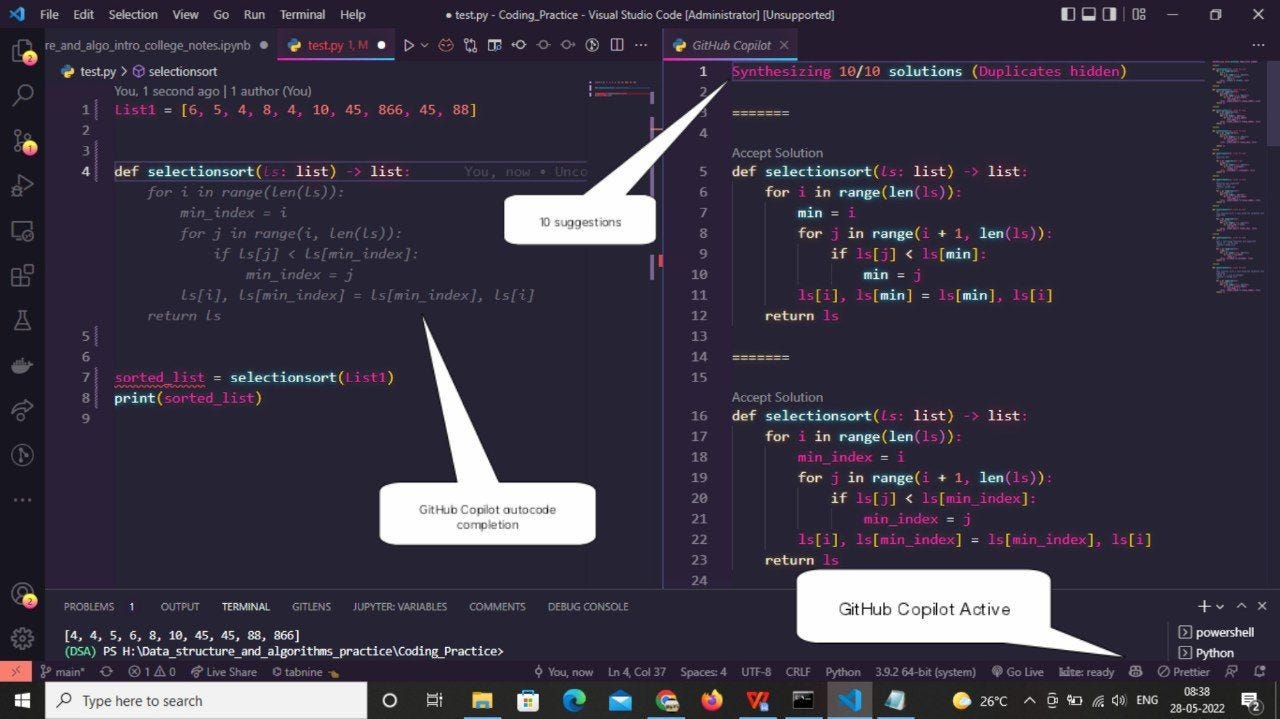 File Edit Selection View Go Run Terminal Help
● test.py - Coding_Practice - Visual Studio Code [Administrator] [Unsupported]
re_and_algo_intro_college_notes.ipynb ●
test.py 1, M ●
GitHub Copilot ×
test.py > selectionsort
You, 1 second ago | 1 author (You)
1 List1 = [6, 5, 4, 8, 4, 10, 45, 866, 45, 88]
2
3
4 def selectionsort(ls: list) -> list: You, now • Unco
for i in range(len(ls)):
min_index = i
for j in range(i, len(ls)):
if ls[j] < ls[min_index]:
min_index = j
ls[i], ls[min_index] = ls[min_index], ls[i]
return ls
5
6
7 sorted_list = selectionsort(List1)
8 print(sorted_list)
9
10 suggestions
GitHub Copilot autocode
completion
1 Synthesizing 10/10 solutions (Duplicates hidden)
2
3 =======
4
Accept Solution
5 def selectionsort(ls: list) -> list:
6 for i in range(len(ls)):
7 min = i
8 for j in range(i + 1, len(ls)):
9 if ls[j] < ls[min]:
10 min = j
11 ls[i], ls[min] = ls[min], ls[i]
12 return ls
13
14 =======
15
Accept Solution
16 def selectionsort(ls: list) -> list:
17 for i in range(len(ls)):
18 min_index = i
19 for j in range(i + 1, len(ls)):
20 if ls[j] < ls[min_index]:
21 min_index = j
22 ls[i], ls[min_index] = ls[min_index], ls[i]
23 return ls
24
GitHub Copilot Active
PROBLEMS 1 OUTPUT TERMINAL GITLENS JUPYTER: VARIABLES COMMENTS DEBUG CONSOLE
[4, 4, 5, 6, 8, 10, 45, 45, 88, 866]
(DSA) PS H:\Data_structure_and_algorithms_practice\Coding_Practice>
powershell
Python
main* 1 0 Live Share tabnine You, now Ln 4, Col 37 Spaces: 4 UTF-8 CRLF Python 3.9.2 64-bit (system) Go Live kite: ready Prettier
Type here to search
26°C
ENG
08:38
28-05-2022
2